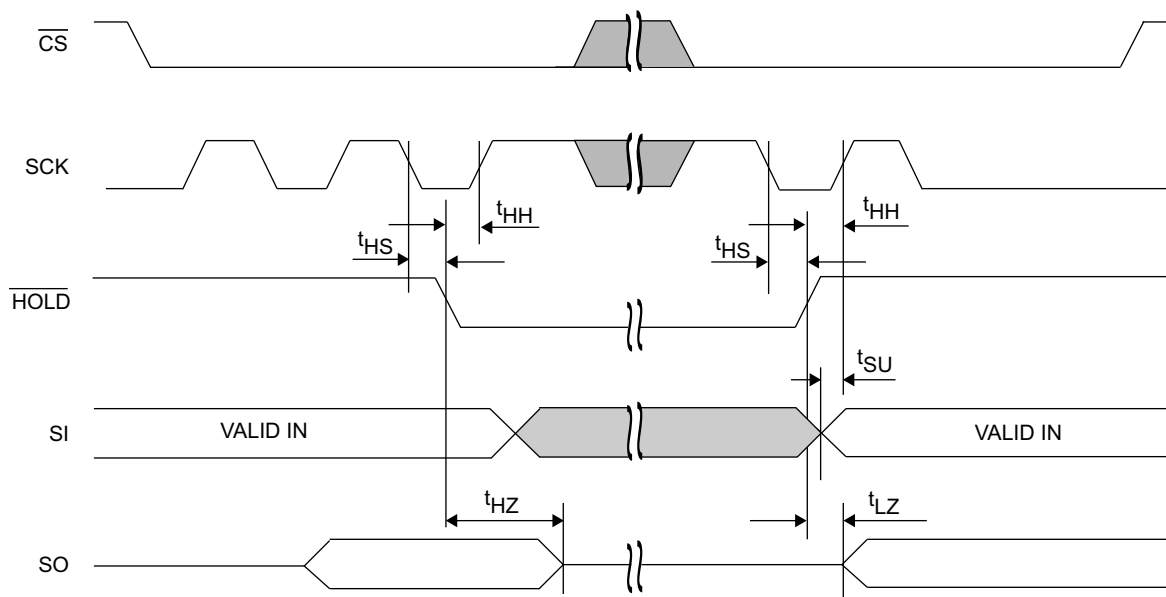 CS
SCK
tHH
tHH
tHS
tHS
HOLD
tSU
SI
VALID IN
VALID IN
tHZ
tLZ
SO